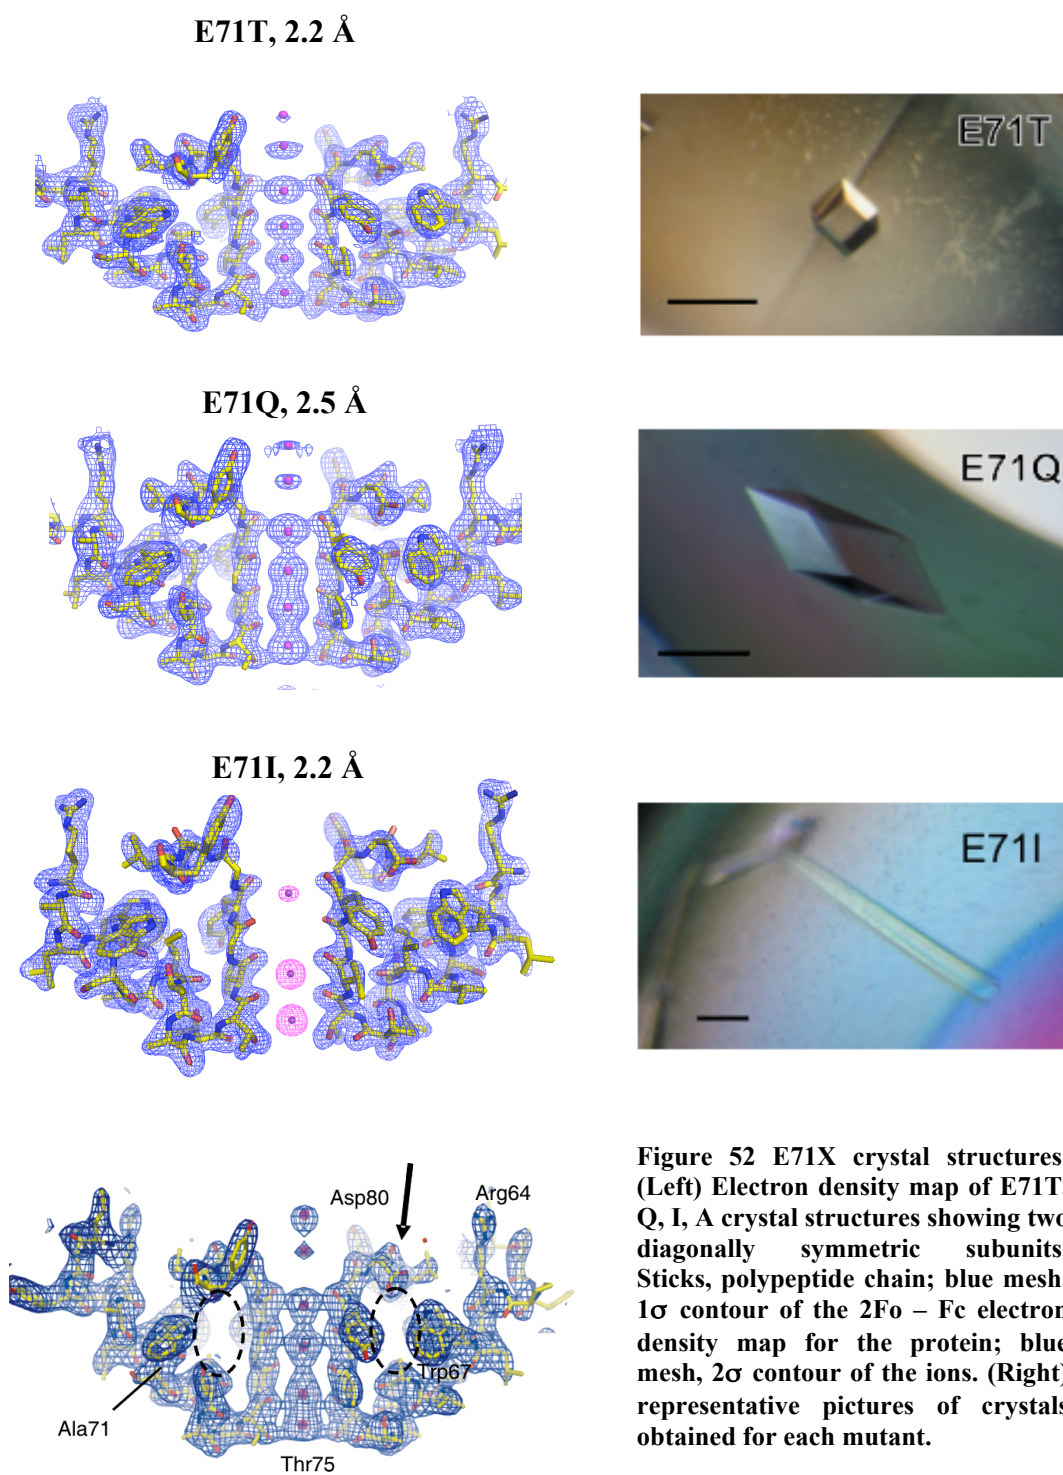 E71T, 2.2 Å
E71T
E71Q, 2.5 Å
E71Q
E71I, 2.2 Å
E71I
Asp80
Arg64
Trp67
Ala71
Thr75
Figure 52 E71X crystal structures
(Left) Electron density map of E71T,
Q, I, A crystal structures showing two
diagonally symmetric subunits
Sticks, polypeptide chain; blue mesh
1σ contour of the 2Fo – Fc electron
density map for the protein; blue
mesh, 2σ contour of the ions. (Right)
representative pictures of crystals
obtained for each mutant.